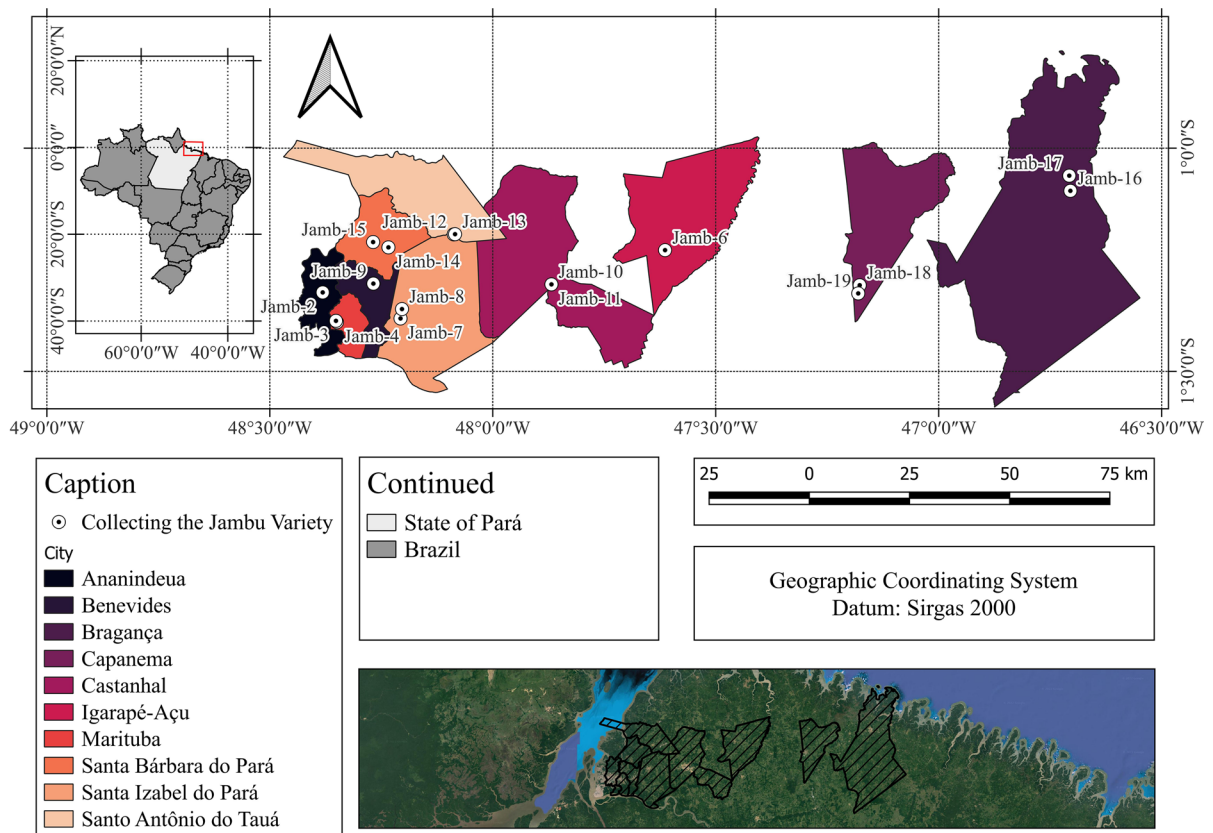 20°0'0"N
0°0'0"
20°0'0"S
40°0'0"S
60°0'0"W
40°0'0"W
1°0'0"S
1°30'0"S
Jamb-17
Jamb-16
Jamb-12
Jamb-13
Jamb-15
Jamb-14
Jamb-6
Jamb-9
Jamb-10
Jamb-18
Jamb-19
Jamb-8
Jamb-11
Jamb-2
Jamb-3
Jamb-4
Jamb-7
49°0'0"W
48°30'0"W
48°0'0"W
47°30'0"W
47°0'0"W
46°30'0"W
Caption
Collecting the Jambu Variety
City
Ananindeua
Benevides
Bragança
Capanema
Castanhal
Igarapé-Açu
Marituba
Santa Bárbara do Pará
Santa Izabel do Pará
Santo Antônio do Tauá
Continued
State of Pará
Brazil
25 0 25 50 75 km
Geographic Coordinating System
Datum: Sirgas 2000